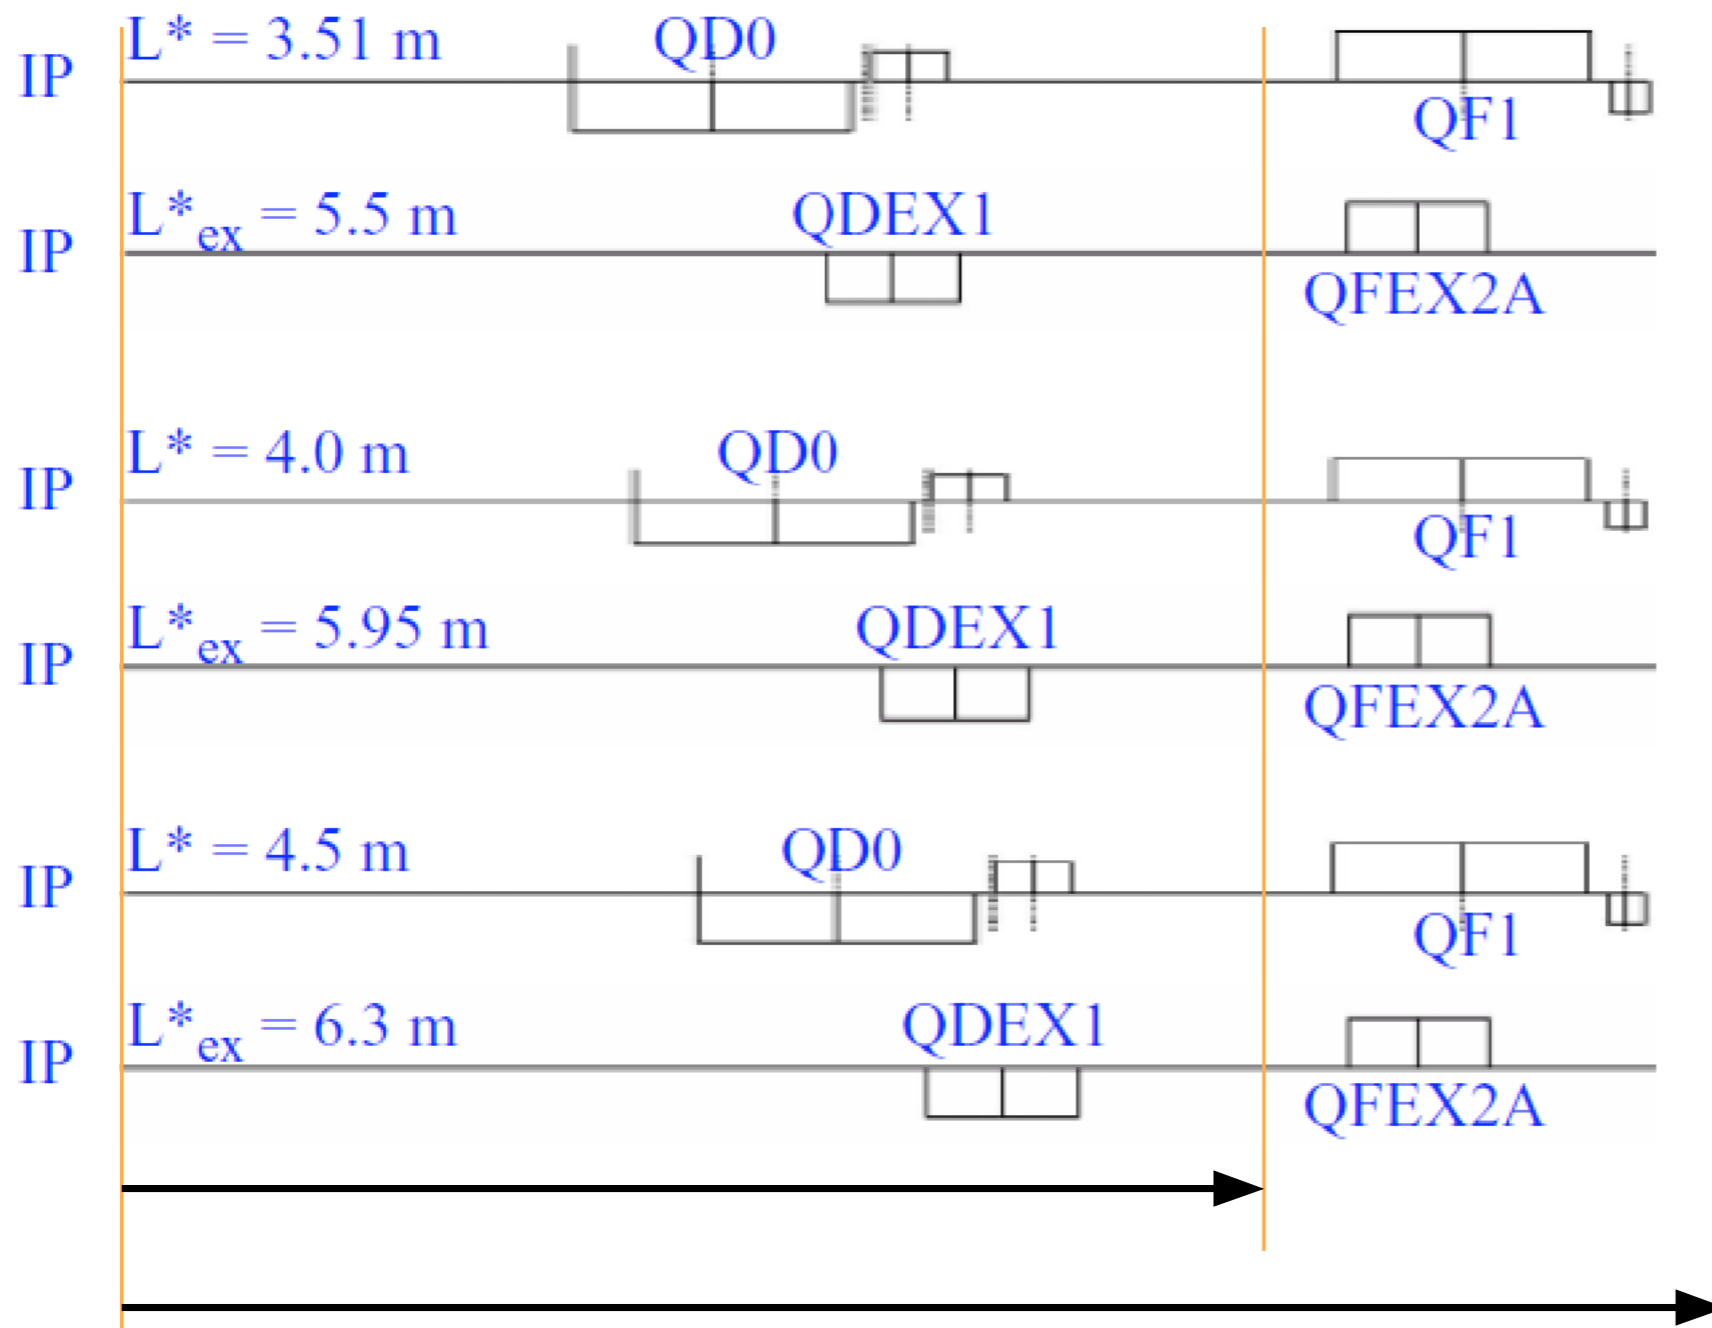 L* = 3.51 m QD0
IP
QF1
L*ex = 5.5 m QDEX1
IP
QFEX2A
L* = 4.0 m QD0
IP
QF1
L*ex = 5.95 m QDEX1
IP
QFEX2A
L* = 4.5 m QD0
IP
QF1
L*ex = 6.3 m QDEX1
IP
QFEX2A